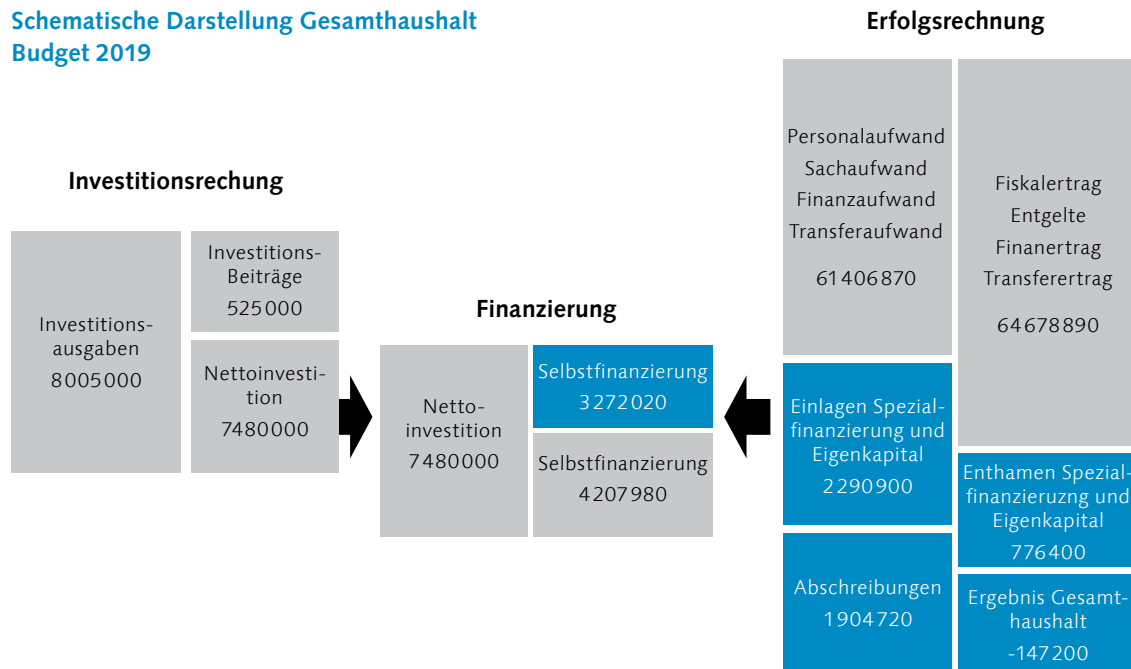 Schematische Darstellung Gesamthaushalt
Budget 2019
Investitionsrechung
Investitions-
ausgaben
8005000
Investitions-
Beiträge
525000
Nettoinvesti-
tion
7480000
Finanzierung
Netto-
investition
7480000
Selbstfinanzierung
3272020
Selbstfinanzierung
4207980
Erfolgsrechnung
Personalaufwand
Sachaufwand
Finanzaufwand
Transferaufwand
61406870
Einlagen Spezial-
finanzierung und
Eigenkapital
2290900
Abschreibungen
1904720
Fiskalertrag
Entgelte
Finanertrag
Transferertrag
64678890
Enthamen Spezial-
finanzieruzng und
Eigenkapital
776400
Ergebnis Gesamt-
haushalt
-147200